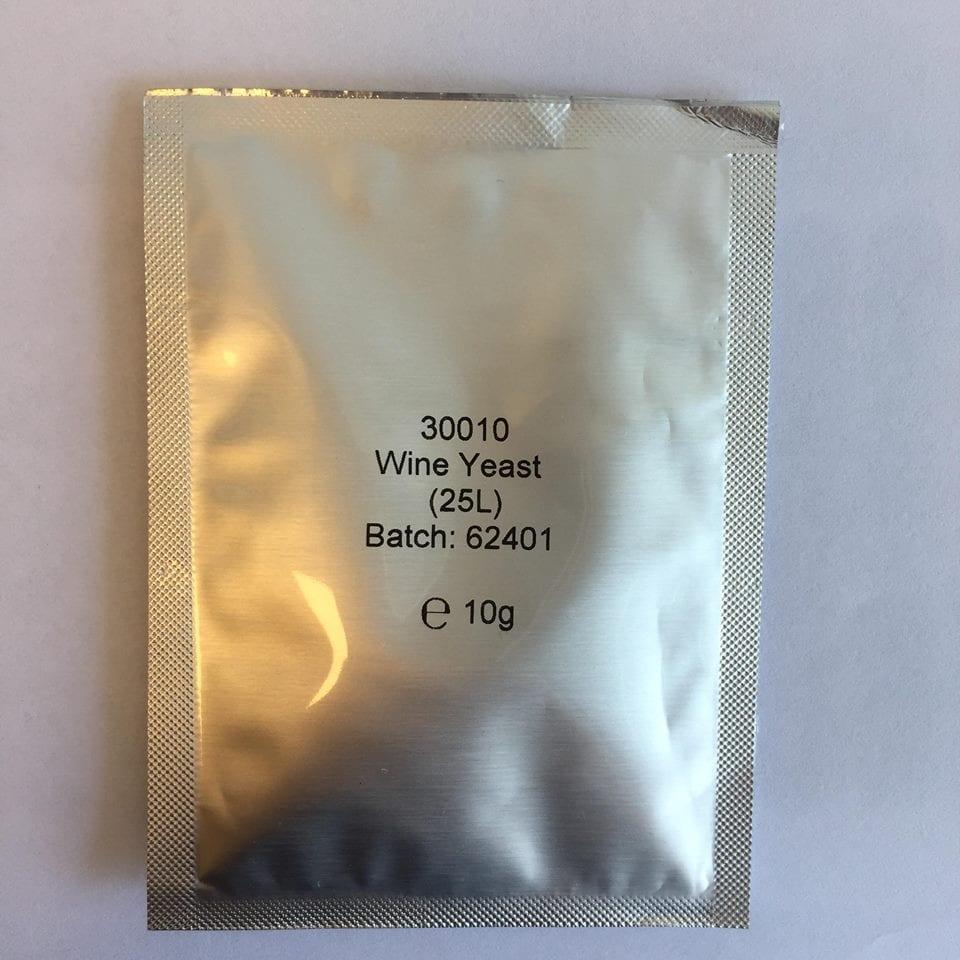 30010
Wine Yeast
(25L)
Batch: 62401
℮ 10g